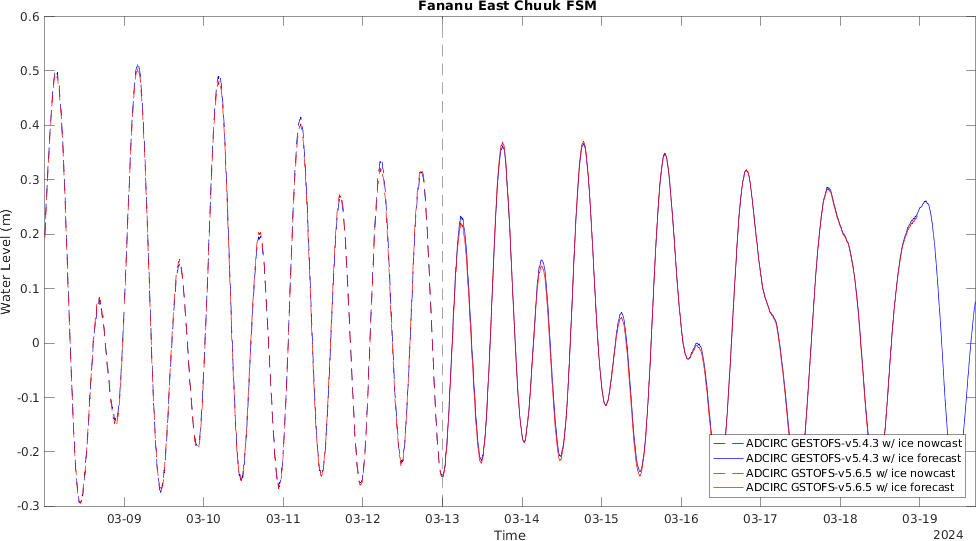 Fananu East Chuuk FSM
0.6
0.5
0.4
0.3
0.2
0.1
0
-0.1
-0.2
-0.3
Water Level (m)
ADCIRC GESTOFS-v5.4.3 w/ ice nowcast
ADCIRC GESTOFS-v5.4.3 w/ ice forecast
ADCIRC GSTOFS-v5.6.5 w/ ice nowcast
ADCIRC GSTOFS-v5.6.5 w/ ice forecast
03-09 03-10 03-11 03-12 03-13 03-14 03-15 03-16 03-17 03-18 03-19
Time
2024